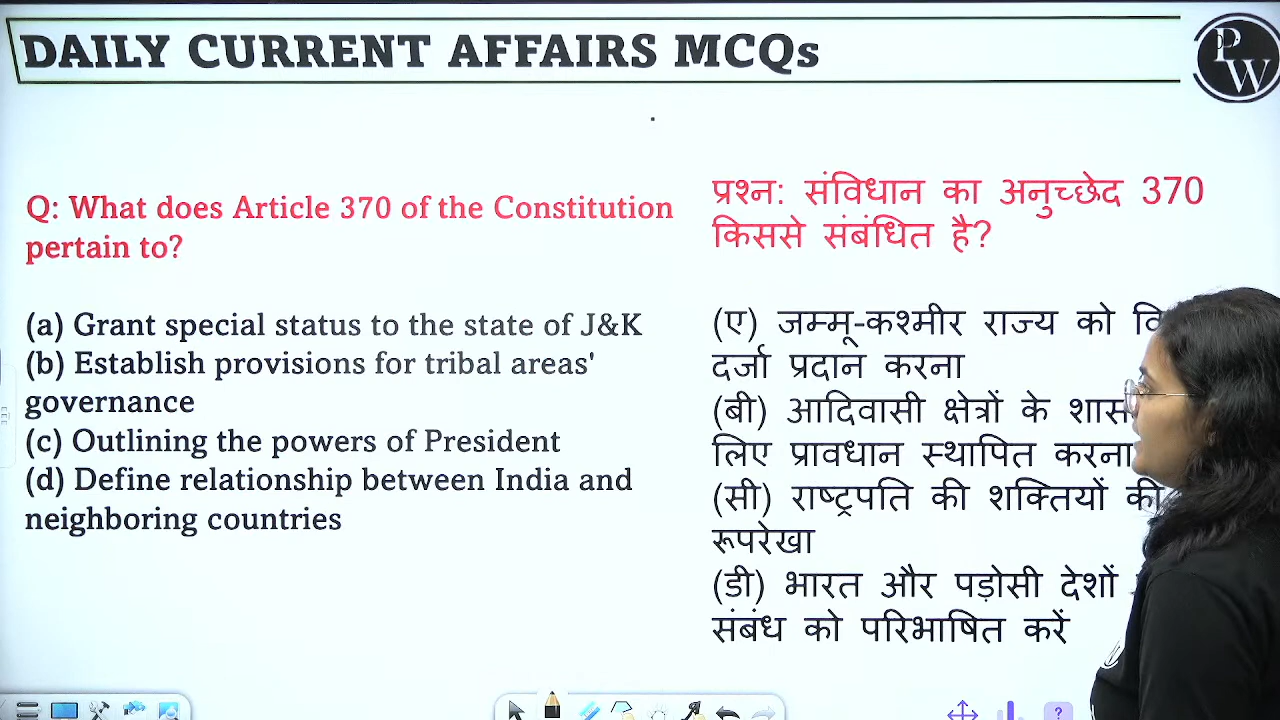 DAILY CURRENT AFFAIRS MCQs
PW
Q: What does Article 370 of the Constitution
pertain to?
(a) Grant special status to the state of J&K
(b) Establish provisions for tribal areas'
governance
(c) Outlining the powers of President
(d) Define relationship between India and
neighboring countries
प्रश्न: संविधान का अनुच्छेद 370
किससे संबंधित है?
(ए) जम्मू-कश्मीर राज्य को
दर्जा प्रदान करना
(बी) आदिवासी क्षेत्रों के
लिए प्रावधान स्थापित करना
(सी) राष्ट्रपति की शक्तियों की
रूपरेखा
(डी) भारत और पड़ोसी देशों
संबंध को परिभाषित करें